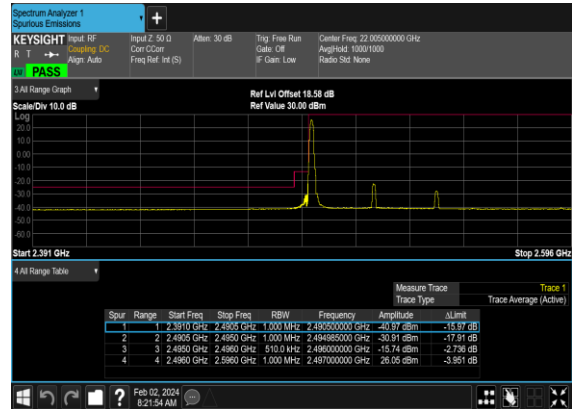 Spectrum Analyzer 1
Spurious Emissions
+
KEYSIGHT Input: RF Input Z: 50 Ω Atten: 30 dB Trig: Free Run Center Freq: 22.005000000 GHz
R T Coupling: DC Corr CCorr Gate: Off Avg|Hold: 1000/1000
Align: Auto Freq Ref: Int (S) IF Gain: Low Radio Std: None
LW PASS
3 All Range Graph
Ref Lvl Offset 18.58 dB
Scale/Div 10.0 dB Ref Value 30.00 dBm
Log
20.0
10.0
0.00
-10.0
-20.0
-30.0
-40.0
-50.0
-60.0
Start 2.391 GHz Stop 2.596 GHz
4 All Range Table
Measure Trace Trace 1
Trace Type Trace Average (Active)
Spur Range Start Freq Stop Freq RBW Frequency Amplitude ΔLimit
1 1 2.3910 GHz 2.4905 GHz 1.000 MHz 2.490500000 GHz -40.97 dBm -15.97 dB
2 2 2.4905 GHz 2.4950 GHz 1.000 MHz 2.494985000 GHz -30.91 dBm -17.91 dB
3 3 2.4950 GHz 2.4960 GHz 510.0 kHz 2.496000000 GHz -15.74 dBm -2.736 dB
4 4 2.4960 GHz 2.5960 GHz 1.000 MHz 2.497000000 GHz 26.05 dBm -3.951 dB
? Feb 02, 2024
8:21:54 AM